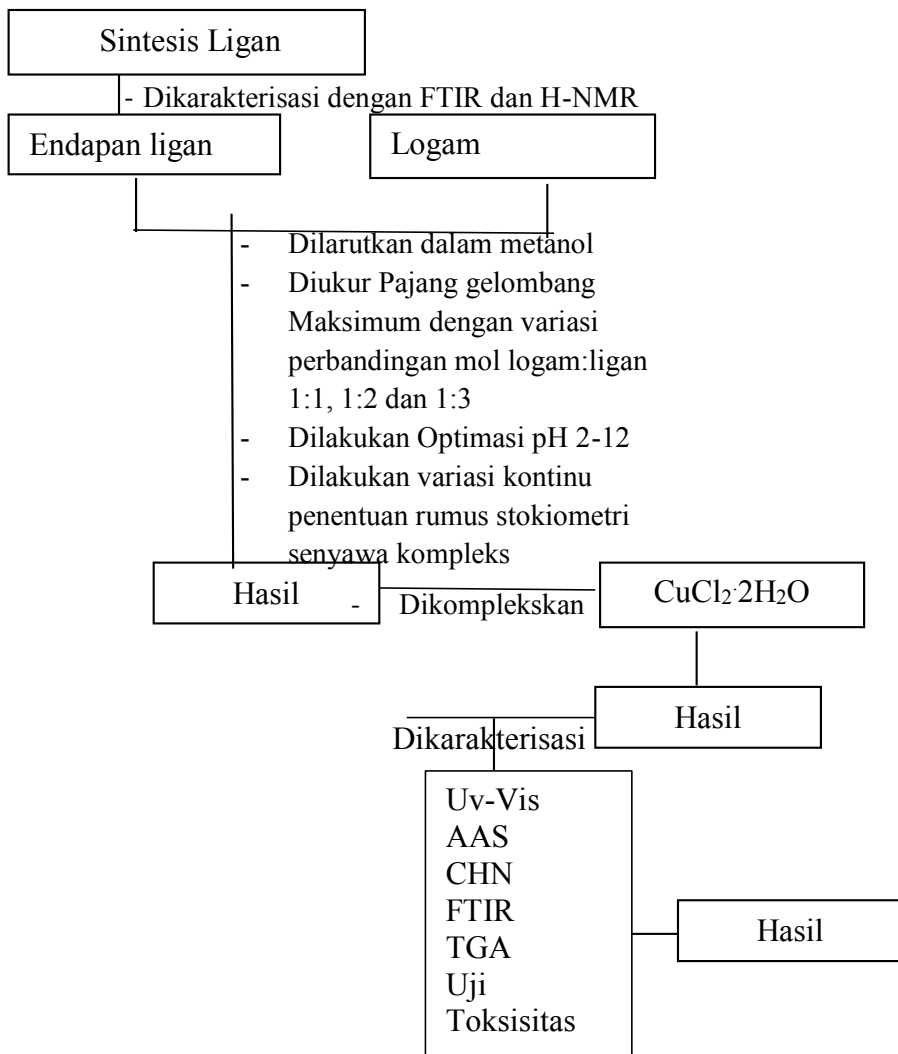 Sintesis Ligan
- Dikarakterisasi dengan FTIR dan H-NMR
Endapan ligan
Logam
- Dilarutkan dalam metanol
- Diukur Pajang gelombang
Maksimum dengan variasi
perbandingan mol logam:ligan
1:1, 1:2 dan 1:3
- Dilakukan Optimasi pH 2-12
- Dilakukan variasi kontinu
penentuan rumus stokiometri
senyawa kompleks
Hasil
- Dikomplekskan
CuCl₂·2H₂O
Hasil
Dikarakterisasi
Uv-Vis
AAS
CHN
FTIR
TGA
Uji
Toksisitas
Hasil